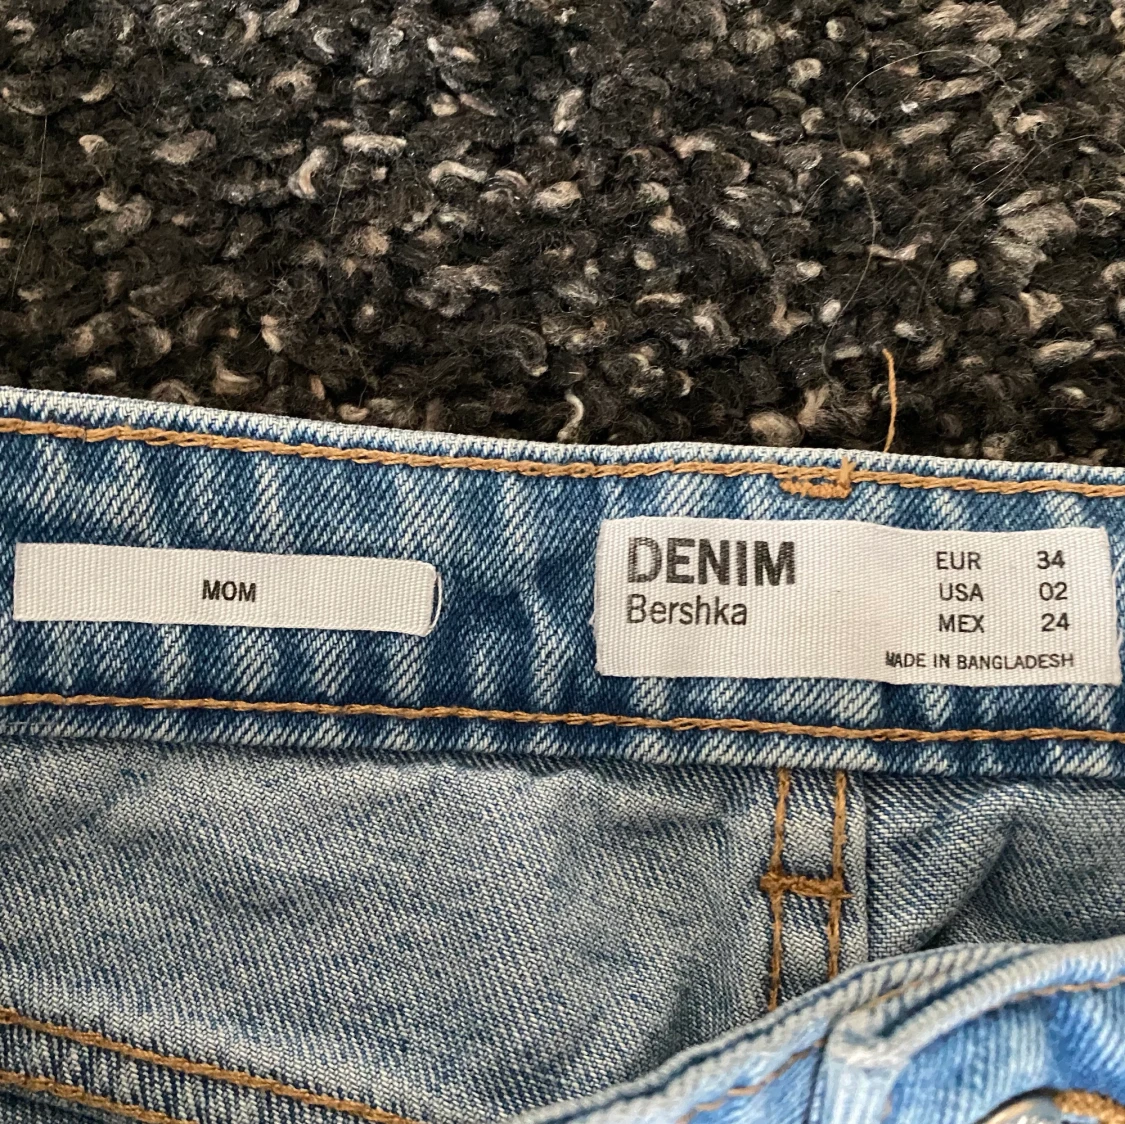 MOM
DENIM
Bershka
EUR 34
USA 02
MEX 24
MADE IN BANGLADESH